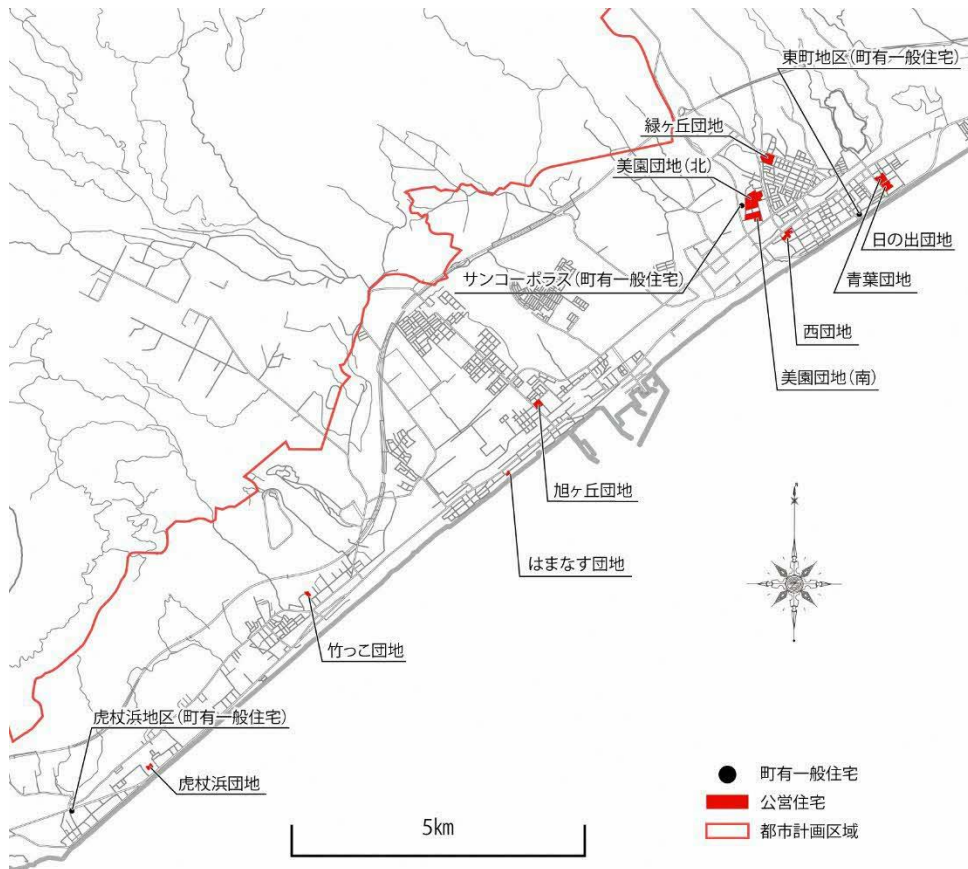 東町地区(町有一般住宅)
緑ヶ丘団地
美園団地(北)
日の出団地
サンコーポラス(町有一般住宅)
青葉団地
西団地
美園団地(南)
旭ヶ丘団地
はまなす団地
竹っこ団地
虎杖浜地区(町有一般住宅)
虎杖浜団地
5km
町有一般住宅
公営住宅
都市計画区域